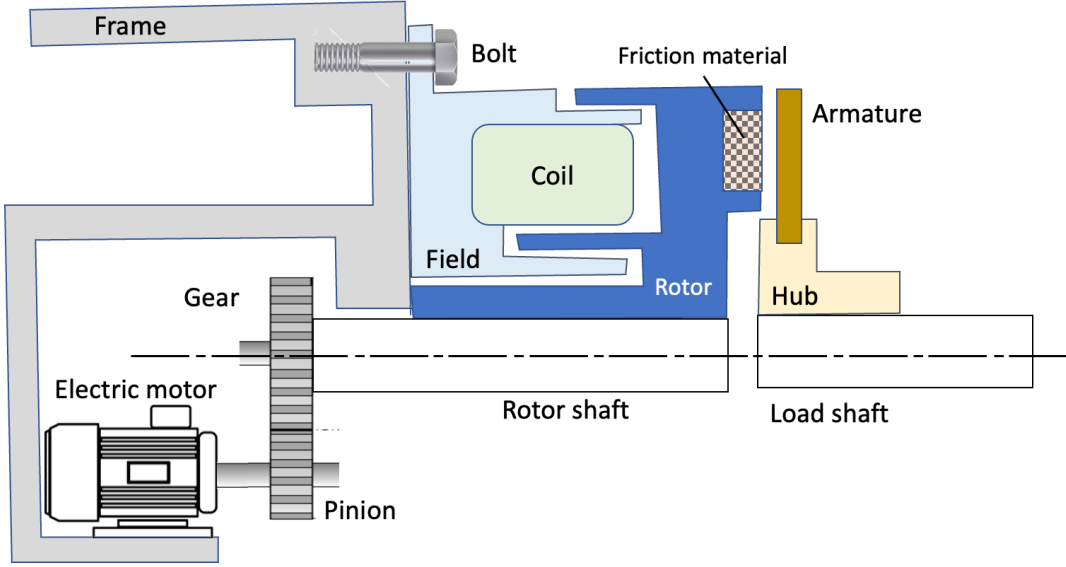 Frame
Bolt
Friction material
Armature
Coil
Field
Rotor
Hub
Gear
Electric motor
Rotor shaft
Load shaft
Pinion